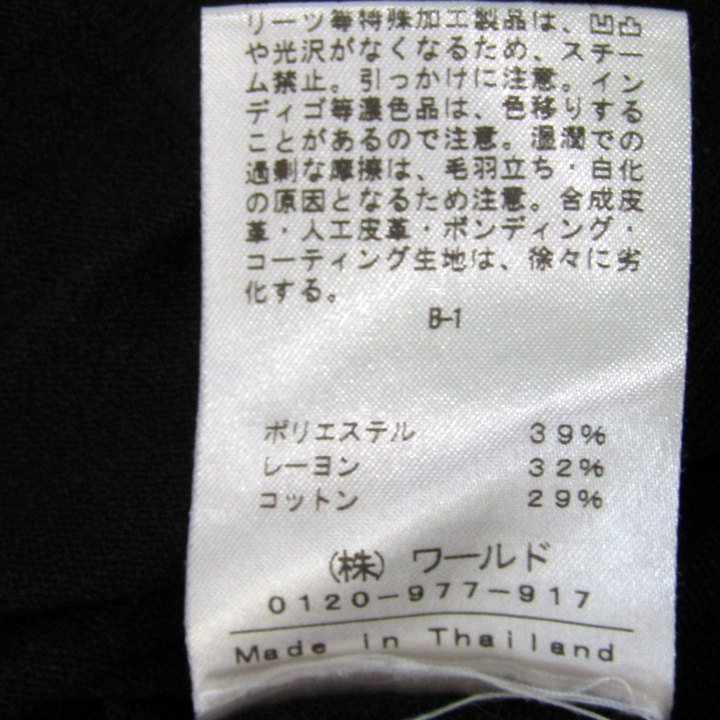 リーツ等特殊加工製品は、凹凸
や光沢がなくなるため、スチー
ム禁止。引っかけに注意。イン
ディゴ等濃色品は、色移りする
ことがあるので注意。湿潤での
過剰な摩擦は、毛羽立ち・白化
の原因となるため注意。合成皮
革・人工皮革・ボンディング・
コーティング生地は、徐々に劣
化する。
B-1
ポリエステル 39%
レーヨン 32%
コットン 29%
(株)ワールド
0120-977-917
Made in Thailand